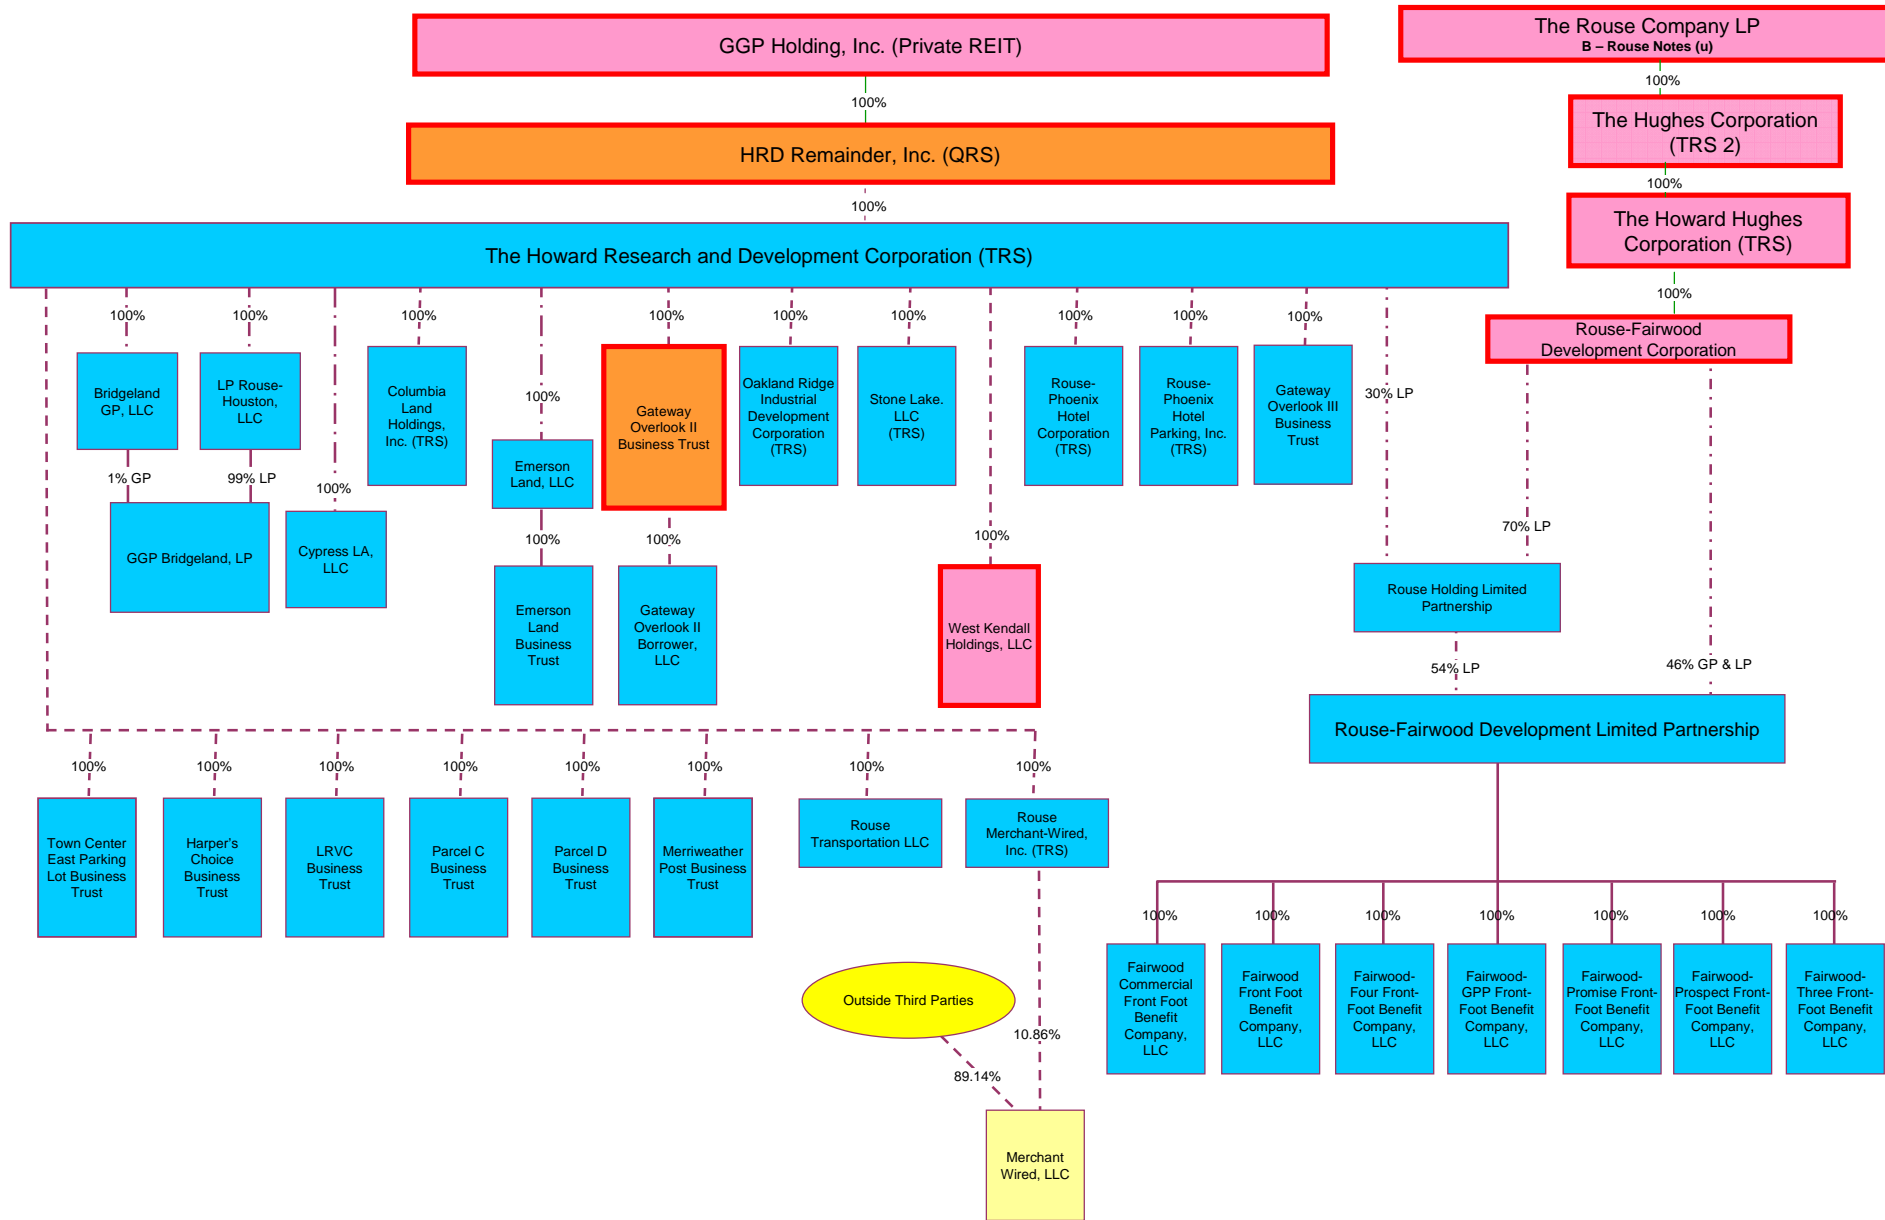 GGP Holding, Inc. (Private REIT)
The Rouse Company LP
B – Rouse Notes (u)
100%
100%
HRD Remainder, Inc. (QRS)
The Hughes Corporation
(TRS 2)
100%
100%
The Howard Research and Development Corporation (TRS)
The Howard Hughes
Corporation (TRS)
100%
100%
100%
100%
100%
100%
100%
100%
100%
100%
100%
Rouse-Fairwood
Development Corporation
Bridgeland
GP, LLC
LP Rouse-
Houston,
LLC
Columbia
Land
Holdings,
Inc. (TRS)
100%
Gateway
Overlook II
Business Trust
Oakland Ridge
Industrial
Development
Corporation
(TRS)
Stone Lake.
LLC
(TRS)
Rouse-
Phoenix
Hotel
Corporation
(TRS)
Rouse-
Phoenix
Hotel
Parking, Inc.
(TRS)
Gateway
Overlook III
Business
Trust
30% LP
1% GP
99% LP
100%
Emerson
Land, LLC
GGP Bridgeland, LP
Cypress LA,
LLC
100%
100%
100%
70% LP
Emerson
Land
Business
Trust
Gateway
Overlook II
Borrower,
LLC
West Kendall
Holdings, LLC
Rouse Holding Limited
Partnership
54% LP
46% GP & LP
Rouse-Fairwood Development Limited Partnership
100%
100%
100%
100%
100%
100%
100%
100%
Town Center
East Parking
Lot Business
Trust
Harper's
Choice
Business
Trust
LRVC
Business
Trust
Parcel C
Business
Trust
Parcel D
Business
Trust
Merriweather
Post Business
Trust
Rouse
Transportation LLC
Rouse
Merchant-Wired,
Inc. (TRS)
100%
100%
100%
100%
100%
100%
100%
Fairwood
Commercial
Front Foot
Benefit
Company,
LLC
Fairwood
Front Foot
Benefit
Company,
LLC
Fairwood-
Four Front-
Foot Benefit
Company,
LLC
Fairwood-
GPP Front-
Foot Benefit
Company,
LLC
Fairwood-
Promise Front-
Foot Benefit
Company,
LLC
Fairwood-
Prospect Front-
Foot Benefit
Company,
LLC
Fairwood-
Three Front-
Foot Benefit
Company,
LLC
Outside Third Parties
10.86%
89.14%
Merchant
Wired, LLC